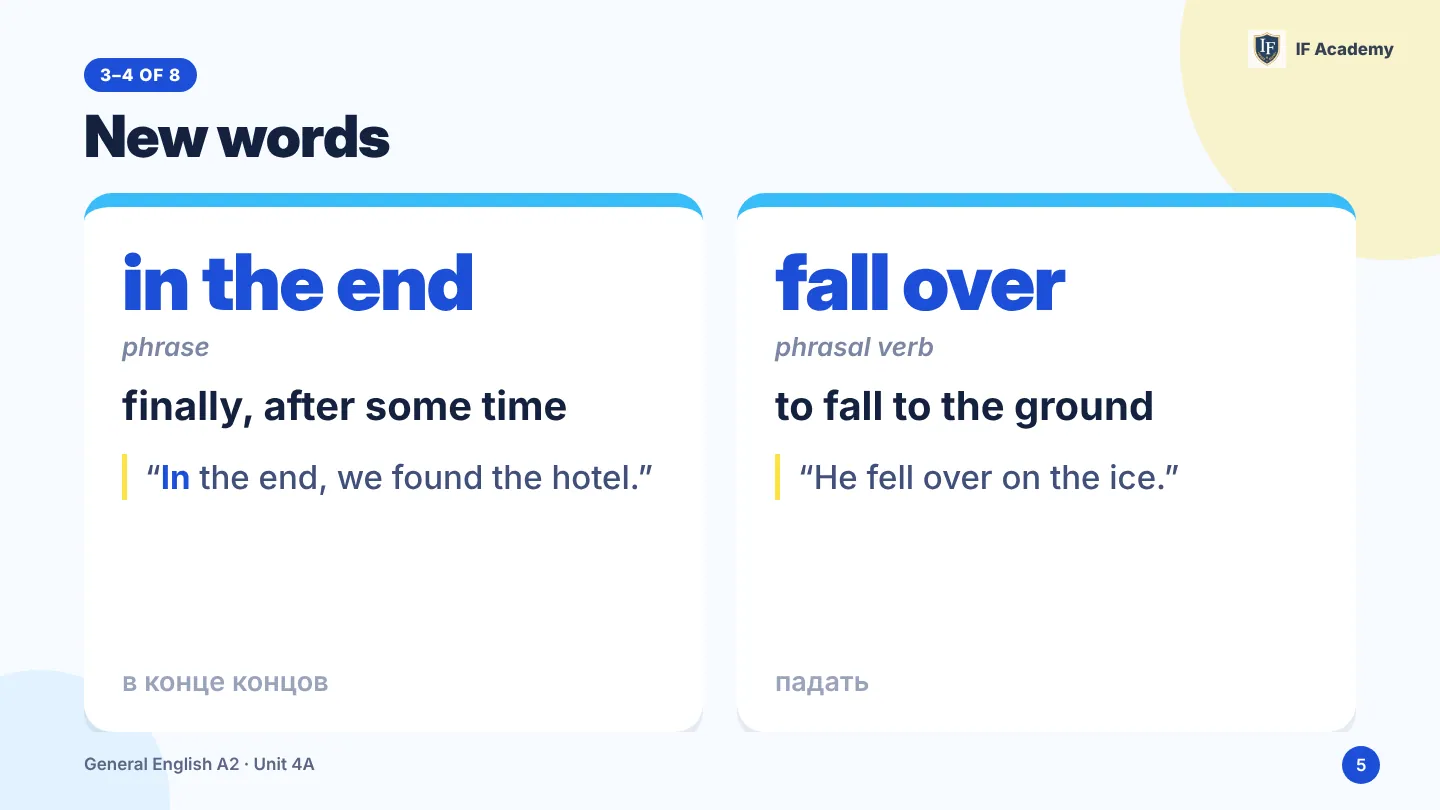 IF
IF Academy
3–4 OF 8
New words
in the end
phrase
finally, after some time
“In the end, we found the hotel.”
в конце концов
fall over
phrasal verb
to fall to the ground
“He fell over on the ice.”
падать
General English A2 · Unit 4A
5